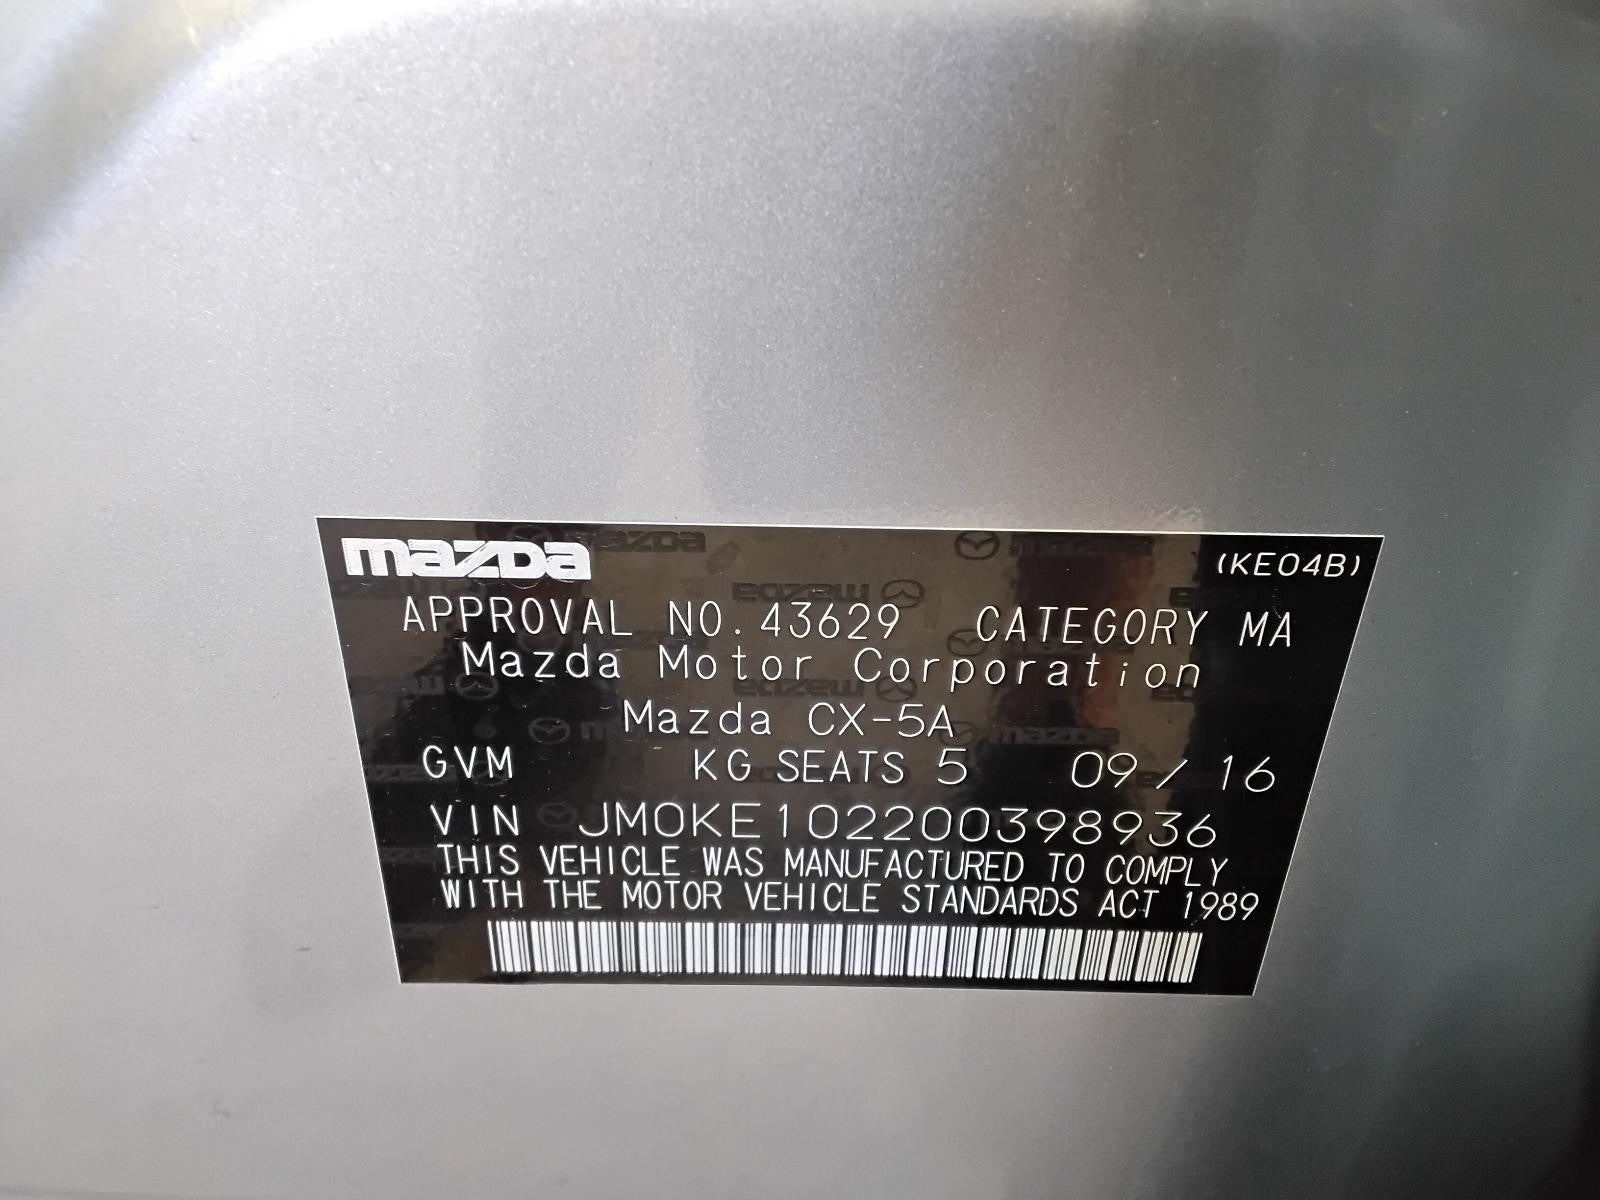 mazda (KE04B)
APPROVAL NO. 43629 CATEGORY MA
Mazda Motor Corporation
Mazda CX-5A
GVM KG SEATS 5 09 / 16
VIN JM0KE102200398936
THIS VEHICLE WAS MANUFACTURED TO COMPLY
WITH THE MOTOR VEHICLE STANDARDS ACT 1989